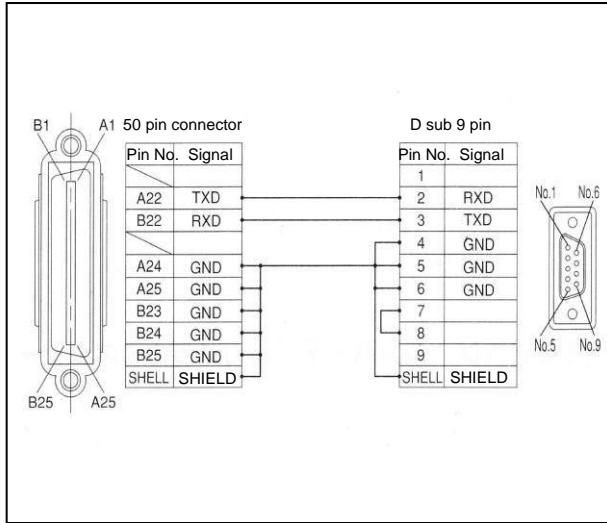 B1 A1 50 pin connector
Pin No. Signal
A22 TXD
B22 RXD
A24 GND
A25 GND
B23 GND
B24 GND
B25 GND
SHELL SHIELD
B25 A25
D sub 9 pin
Pin No. Signal
1
2 RXD
3 TXD
4 GND
5 GND
6 GND
7
8
9
SHELL SHIELD
No.1 No.6
No.5 No.9